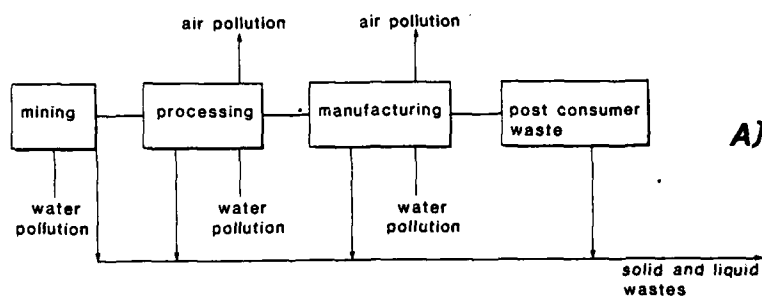 air pollution
air pollution
mining
processing
manufacturing
post consumer
waste
A)
water
pollution
water
pollution
water
pollution
solid and liquid
wastes